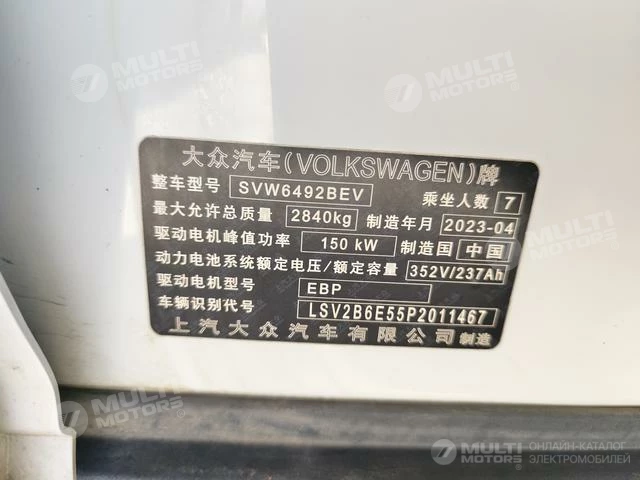 MULTI MOTORS®
MULTI MOTORS®
大众汽车(VOLKSWAGEN)牌
整车型号 SVW6492BEV 乘坐人数 7
最大允许总质量 2840kg 制造年月 2023-04
驱动电机峰值功率 150 kW 制造国 中国
动力电池系统额定电压/额定容量 352V/237Ah
驱动电机型号 EBP
车辆识别代号 LSV2B6E55P2011467
上汽大众汽车有限公司 制造
MULTI MOTORS®
MULTI MOTORS® ОНЛАЙН-КАТАЛОГ ЭЛЕКТРОМОБИЛЕЙ